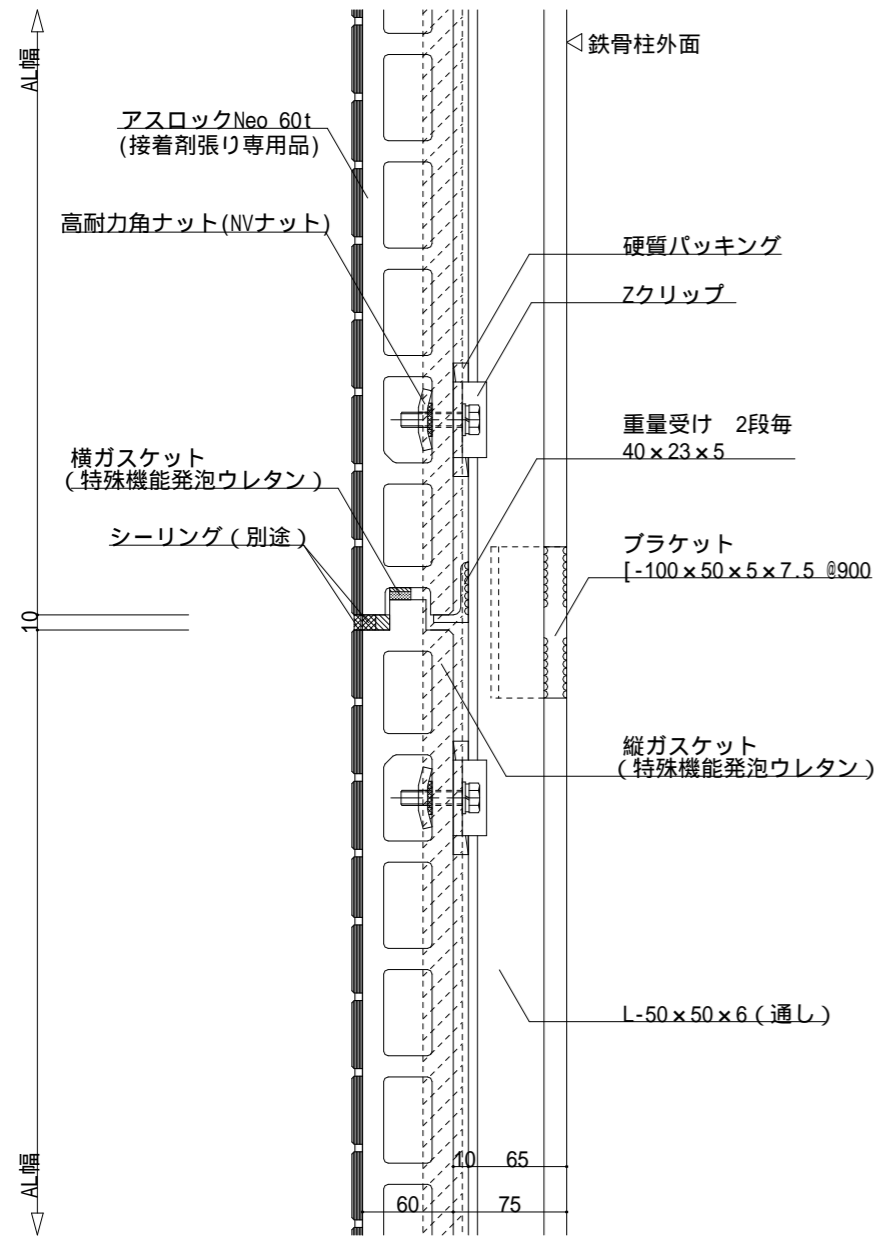 AL幅
鉄骨柱外面
アスロックNeo 60t
(接着剤張り専用品)
高耐力角ナット(NVナット)
硬質パッキング
Zクリップ
重量受け　2段毎
40×23×5
横ガスケット
(特殊機能発泡ウレタン)
シーリング(別途)
ブラケット
[-100×50×5×7.5 @900
10
縦ガスケット
(特殊機能発泡ウレタン)
L-50×50×6(通し)
AL幅
10 65
60 75